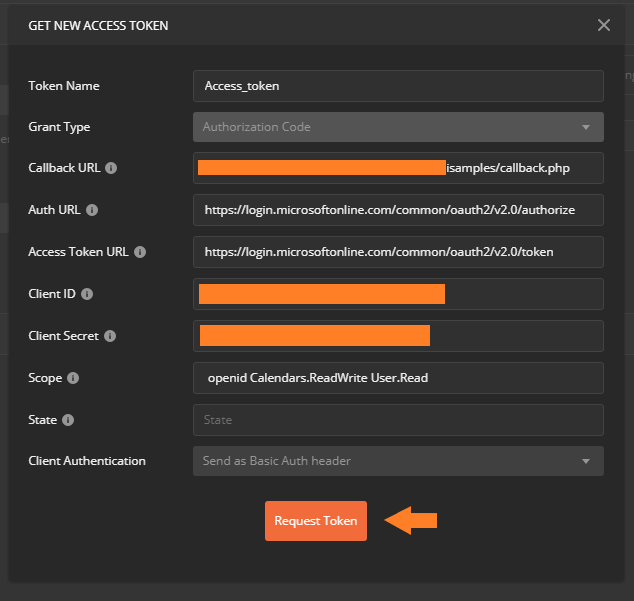 GET NEW ACCESS TOKEN
Token Name Access_token
Grant Type Authorization Code
Callback URL isamples/callback.php
Auth URL https://login.microsoftonline.com/common/oauth2/v2.0/authorize
Access Token URL https://login.microsoftonline.com/common/oauth2/v2.0/token
Client ID
Client Secret
Scope openid Calendars.ReadWrite User.Read
State State
Client Authentication Send as Basic Auth header
Request Token